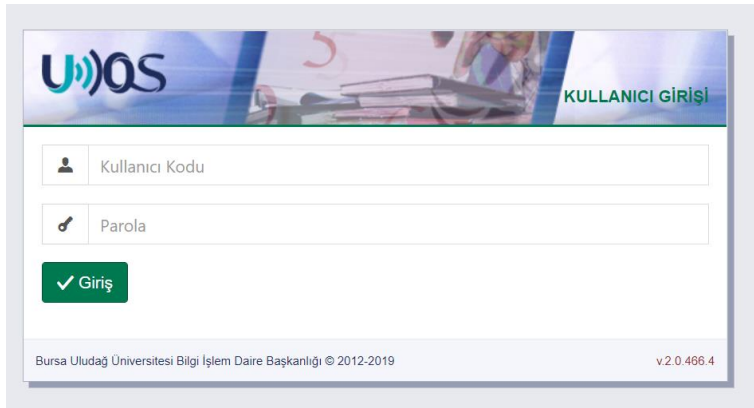 UOS
KULLANICI GİRİŞİ
Kullanıcı Kodu
Parola
Giriş
Bursa Uludağ Üniversitesi Bilgi İşlem Daire Başkanlığı © 2012-2019
v.2.0.466.4